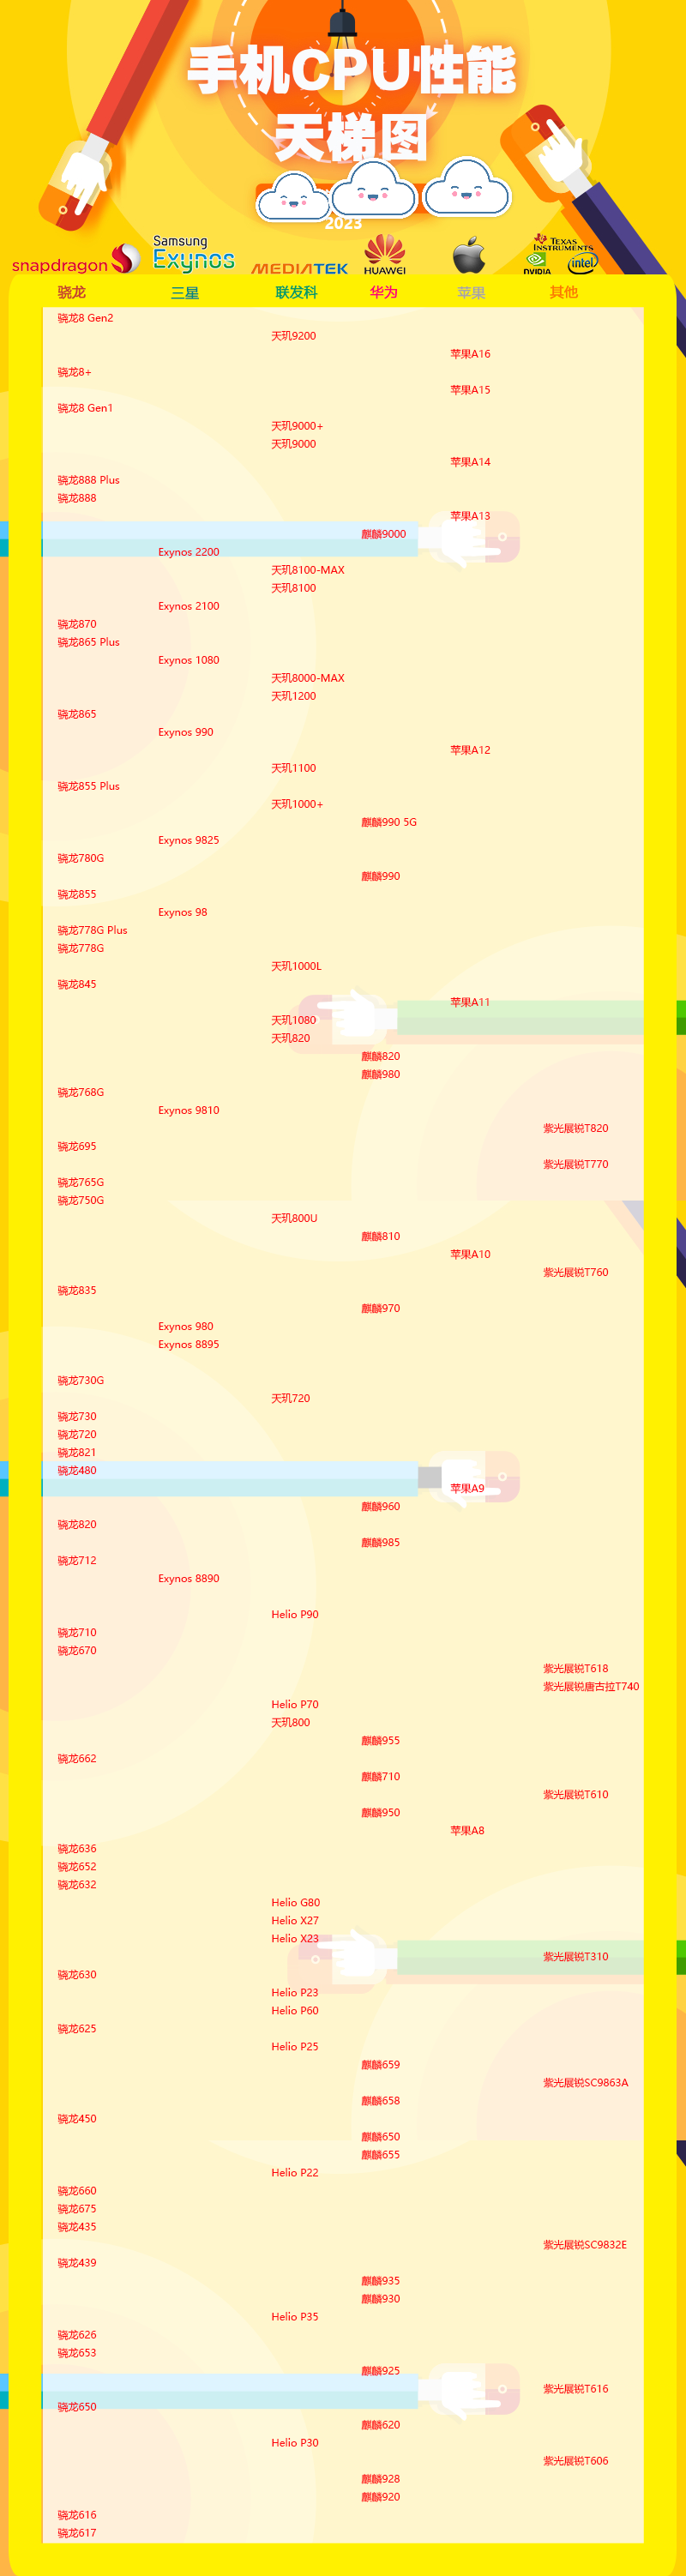 手机CPU性能
天梯图
2023
snapdragon
Samsung
Exynos
MEDIATEK
HUAWEI
TEXAS
INSTRUMENTS
NVIDIA
intel
骁龙 三星 联发科 华为 苹果 其他
骁龙8 Gen2
天玑9200
苹果A16
骁龙8+
苹果A15
骁龙8 Gen1
天玑9000+
天玑9000
苹果A14
骁龙888 Plus
骁龙888
苹果A13
麒麟9000
Exynos 2200
天玑8100-MAX
天玑8100
Exynos 2100
骁龙870
骁龙865 Plus
Exynos 1080
天玑8000-MAX
天玑1200
骁龙865
Exynos 990
苹果A12
天玑1100
骁龙855 Plus
天玑1000+
麒麟990 5G
Exynos 9825
骁龙780G
麒麟990
骁龙855
Exynos 98
骁龙778G Plus
骁龙778G
天玑1000L
骁龙845
苹果A11
天玑1080
天玑820
麒麟820
麒麟980
骁龙768G
Exynos 9810
紫光展锐T820
骁龙695
紫光展锐T770
骁龙765G
骁龙750G
天玑800U
麒麟810
苹果A10
紫光展锐T760
骁龙835
麒麟970
Exynos 980
Exynos 8895
骁龙730G
天玑720
骁龙730
骁龙720
骁龙821
骁龙480
苹果A9
麒麟960
骁龙820
麒麟985
骁龙712
Exynos 8890
Helio P90
骁龙710
骁龙670
紫光展锐T618
紫光展锐唐古拉T740
Helio P70
天玑800
麒麟955
骁龙662
麒麟710
紫光展锐T610
麒麟950
苹果A8
骁龙636
骁龙652
骁龙632
Helio G80
Helio X27
Helio X23
紫光展锐T310
骁龙630
Helio P23
Helio P60
骁龙625
Helio P25
麒麟659
紫光展锐SC9863A
麒麟658
骁龙450
麒麟650
麒麟655
Helio P22
骁龙660
骁龙675
骁龙435
紫光展锐SC9832E
骁龙439
麒麟935
麒麟930
Helio P35
骁龙626
骁龙653
麒麟925
紫光展锐T616
骁龙650
麒麟620
Helio P30
紫光展锐T606
麒麟928
麒麟920
骁龙616
骁龙617